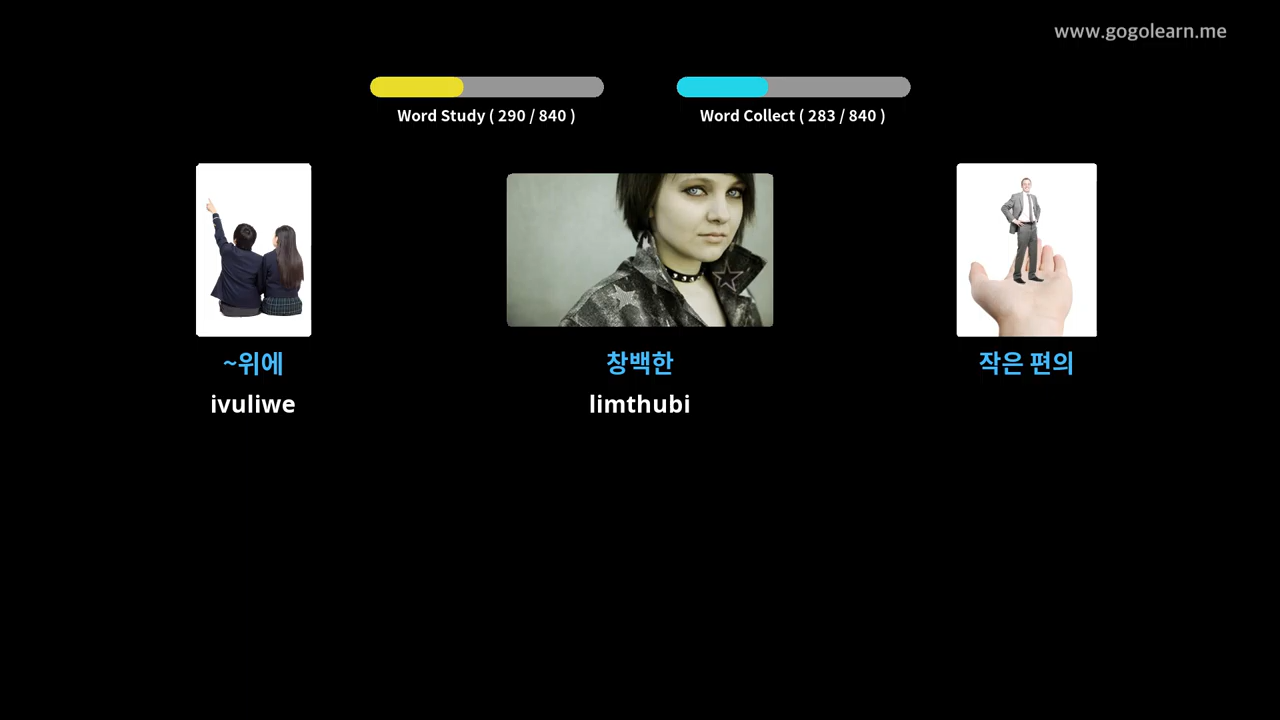 www.gogolearn.me
Word Study ( 290 / 840 )
Word Collect ( 283 / 840 )
~위에
창백한
작은 편의
ivuliwe
limthubi